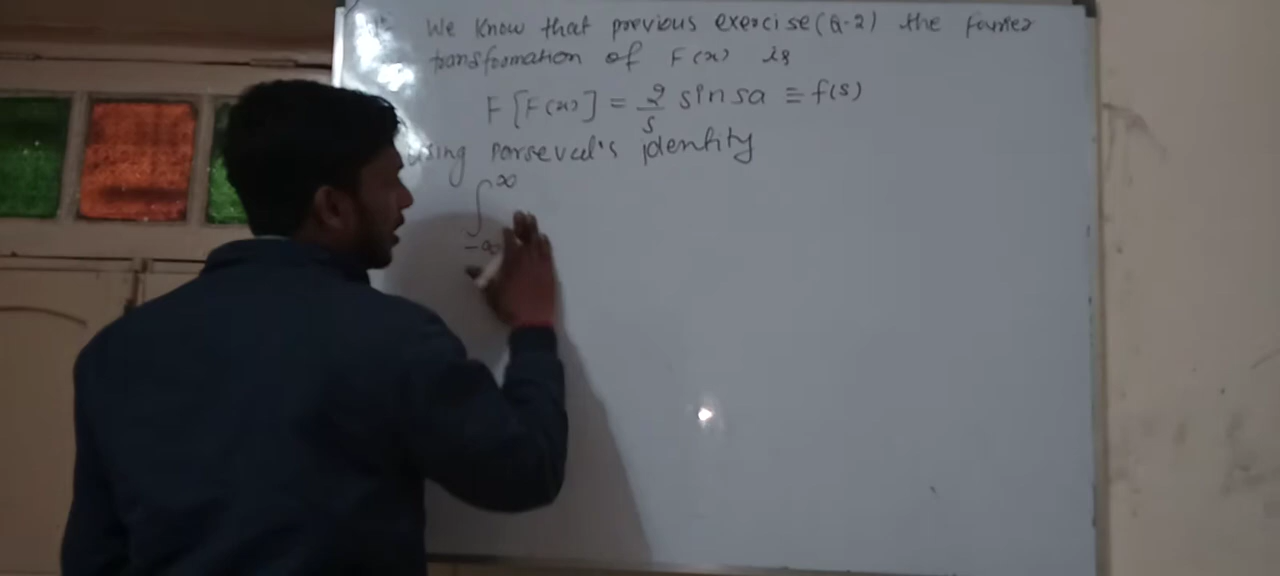 We know that previous exercise (Q-2) the fourier
transformation of F(x) is
F[F(x)] = 2/s sin sa ≡ f(s)
using Parseval's identity
∫_{-∞}^{∞}